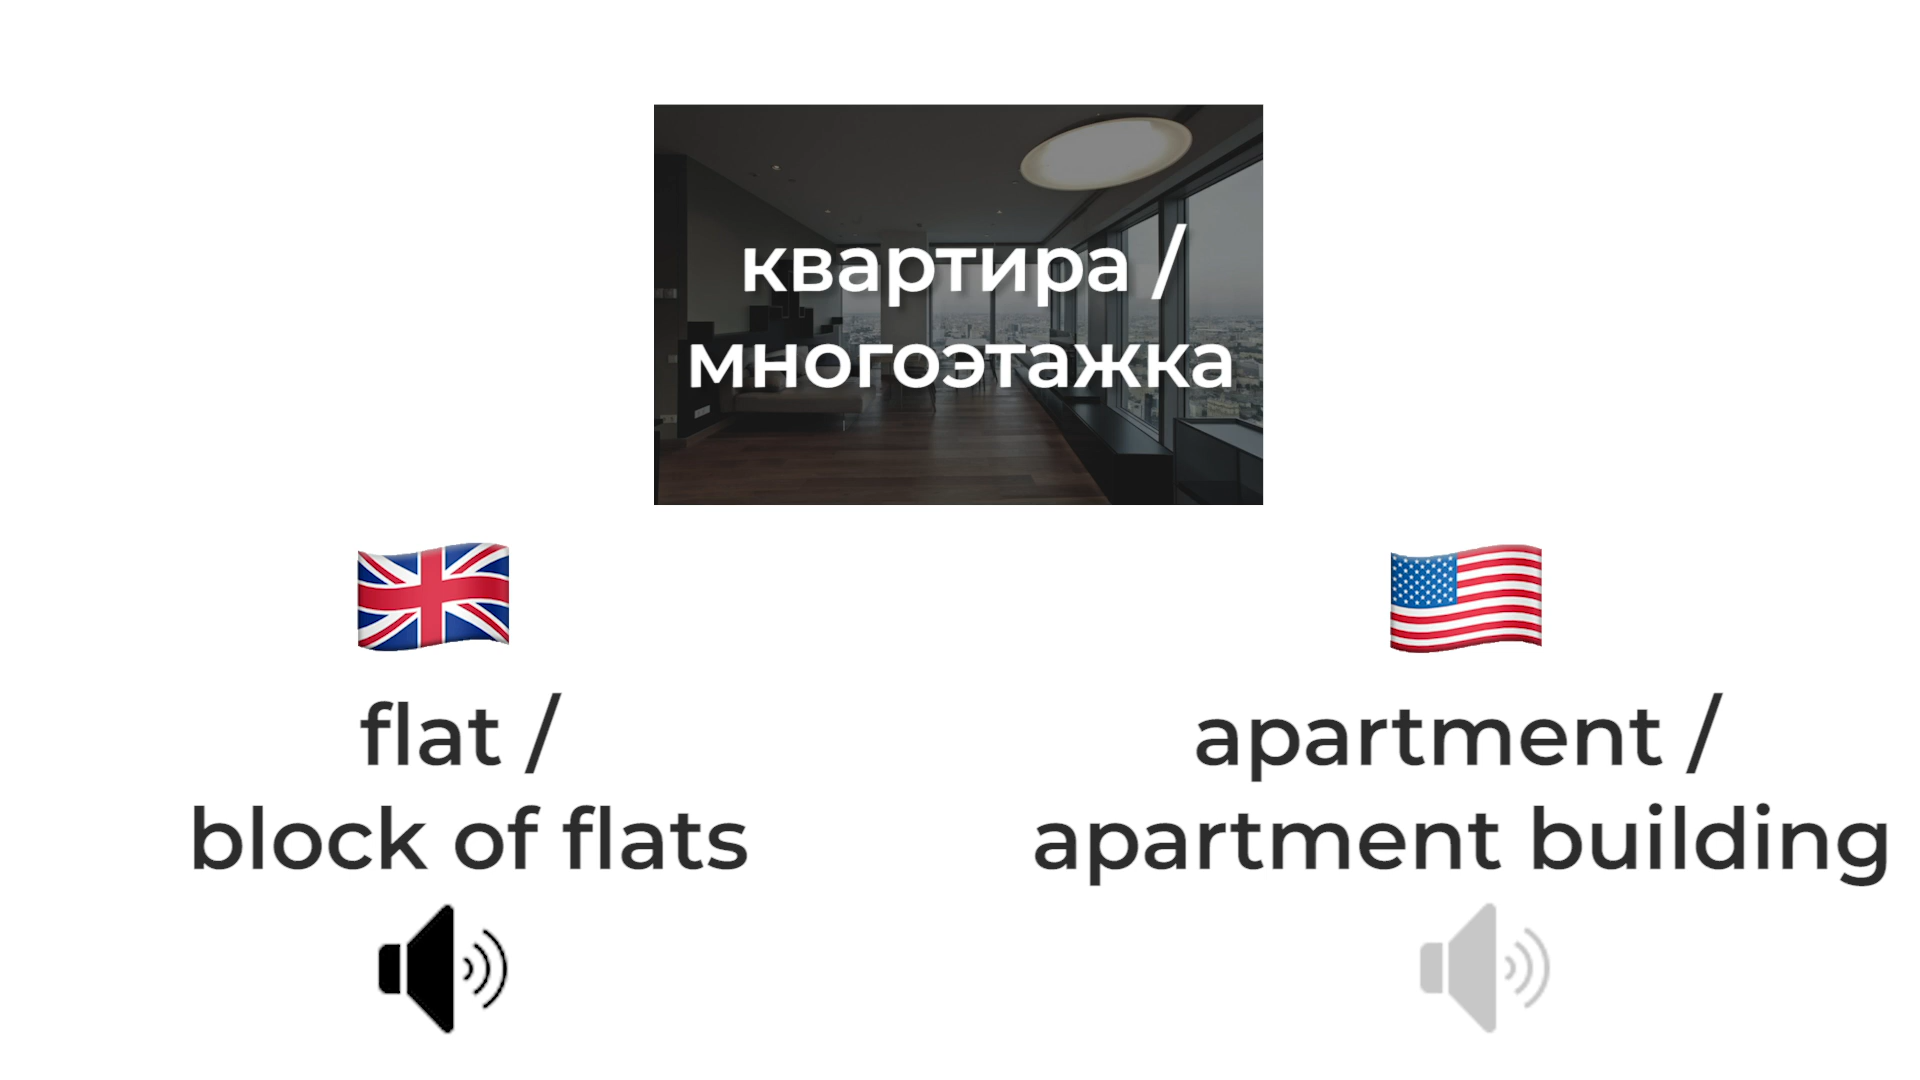 квартира /
многоэтажка
flat /
block of flats
apartment /
apartment building